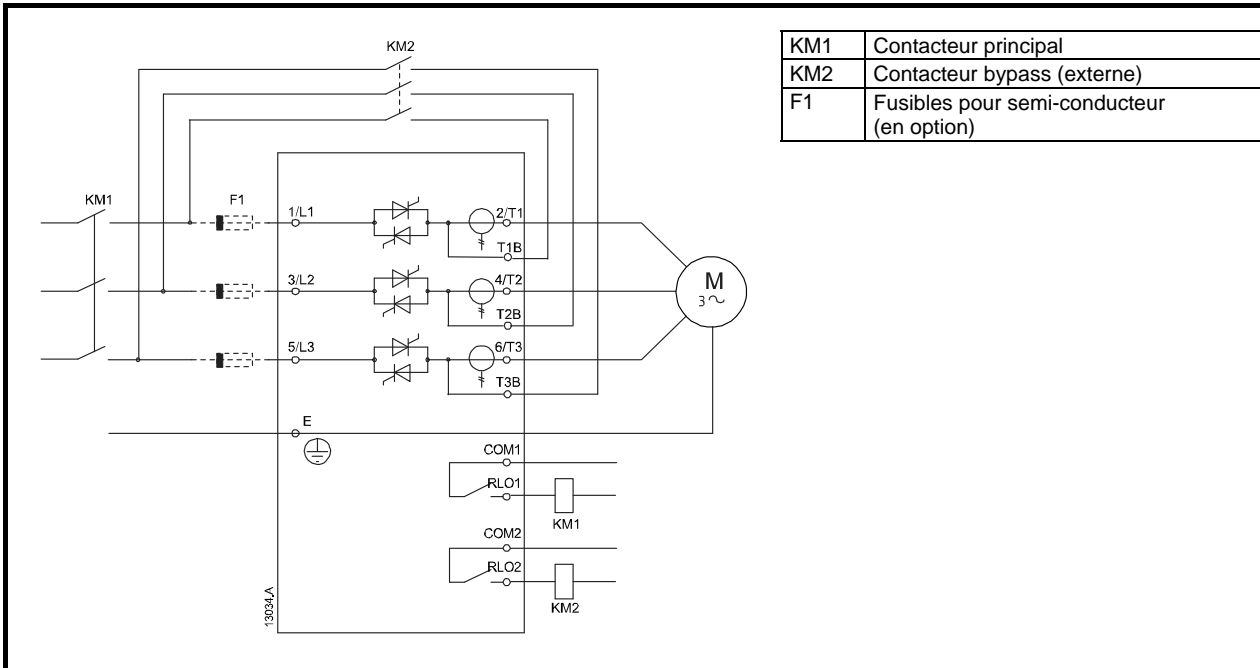 KM2
KM1 Contacteur principal
KM2 Contacteur bypass (externe)
F1 Fusibles pour semi-conducteur
(en option)
KM1
F1
1/L1
2/T1
T1B
3/L2
4/T2
T2B
5/L3
6/T3
T3B
M
3~
E
COM1
RLO1
KM1
COM2
RLO2
KM2
13034.A